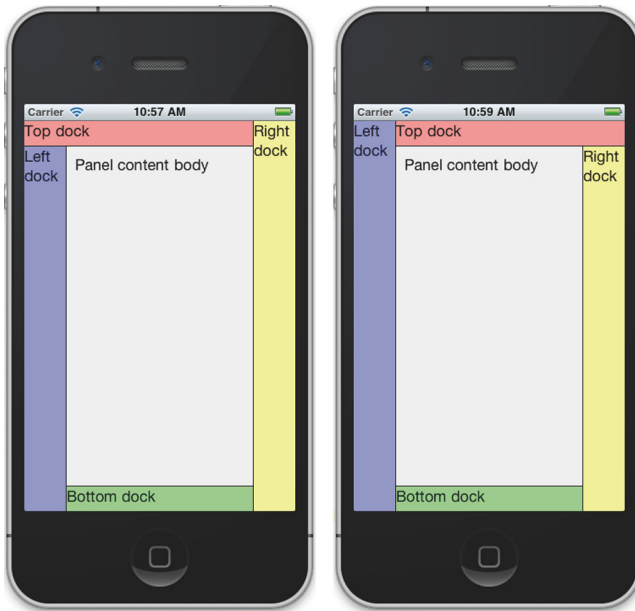 Carrier 10:57 AM
Top dock
Right
dock
Left
dock
Panel content body
Bottom dock
Carrier 10:59 AM
Left
dock
Top dock
Panel content body
Right
dock
Bottom dock